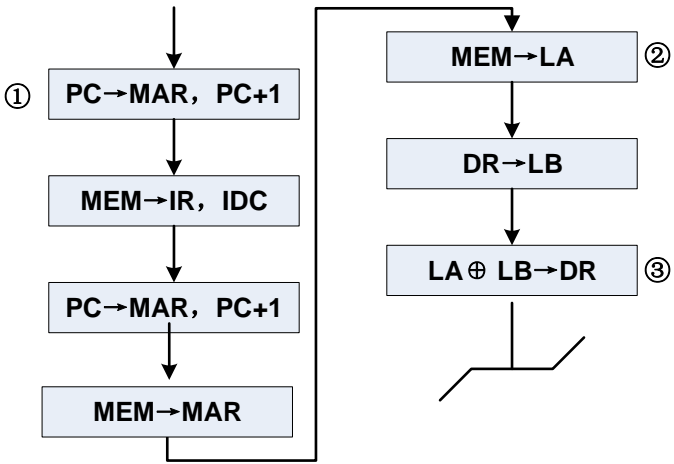 ① PC→MAR，PC+1
MEM→IR，IDC
PC→MAR，PC+1
MEM→MAR
MEM→LA ②
DR→LB
LA⊕ LB→DR ③